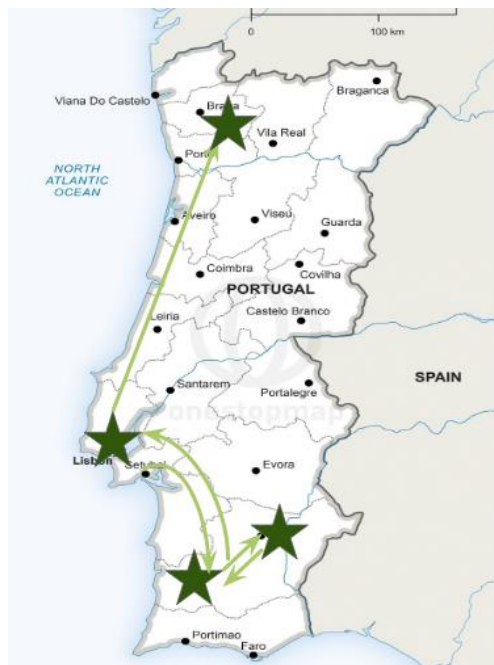 0
100 km
Viana Do Castelo
Braga
Braganca
Vila Real
NORTH
ATLANTIC
OCEAN
Aveiro
Viseu
Guarda
Coimbra
Covilha
PORTUGAL
Castelo Branco
Leiria
SPAIN
Santarem
Portalegre
onestopmap
Lisbon
Setubal
Evora
Portimao
Faro